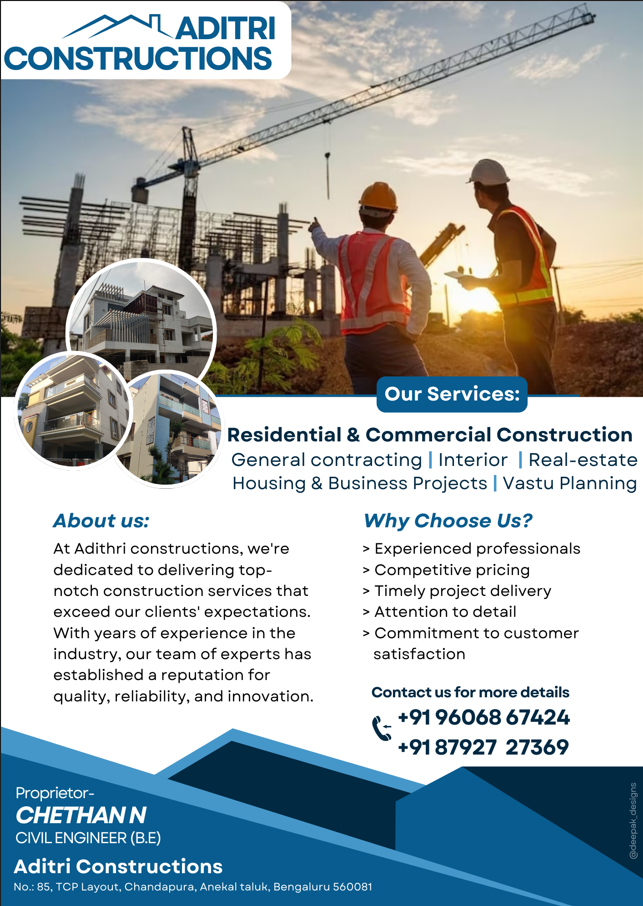 ADITRI
CONSTRUCTIONS
Our Services:
Residential & Commercial Construction
General contracting | Interior | Real-estate
Housing & Business Projects | Vastu Planning
About us:
At Adithri constructions, we're
dedicated to delivering top-
notch construction services that
exceed our clients' expectations.
With years of experience in the
industry, our team of experts has
established a reputation for
quality, reliability, and innovation.
Why Choose Us?
> Experienced professionals
> Competitive pricing
> Timely project delivery
> Attention to detail
> Commitment to customer
satisfaction
Contact us for more details
+91 96068 67424
+91 87927 27369
Proprietor-
CHETHAN N
CIVIL ENGINEER (B.E)
Aditri Constructions
No.: 85, TCP Layout, Chandapura, Anekal taluk, Bengaluru 560081
@deepak_designs